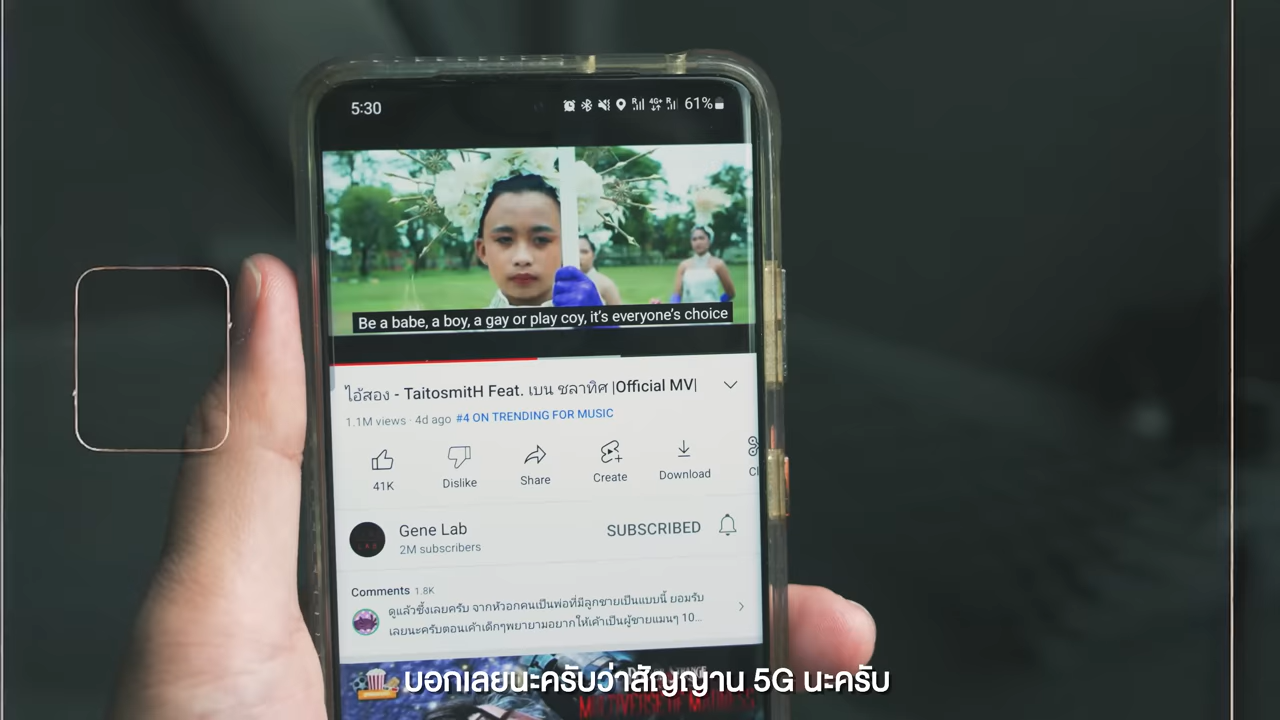 5:30
4G+ 61%
Be a babe, a boy, a gay or play coy, it's everyone's choice
ไอ้สอง - TaitosmitH Feat. เบน ชลาทิศ |Official MV|
1.1M views · 4d ago #4 ON TRENDING FOR MUSIC
41K Dislike Share Create Download Cl
Gene Lab SUBSCRIBED
2M subscribers
Comments 1.8K
ดูแล้วซึ้งเลยครับ จากหัวอกคนเป็นพ่อที่มีลูกชายเป็นแบบนี้ ยอมรับ
เลยนะครับตอนเค้าเด็กๆพยายามอยากให้เค้าเป็นผู้ชายแมนๆ 10...
MULTIVERSE OF MADNESS
บอกเลยนะครับว่าสัญญาน 5G นะครับ